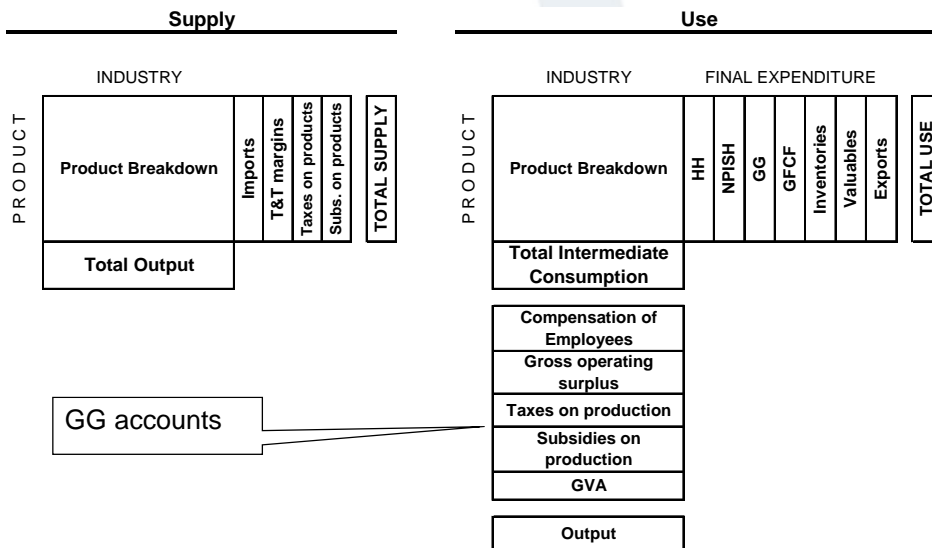 Supply
INDUSTRY
PRODUCT
Product Breakdown
Imports
T&T margins
Taxes on products
Subs. on products
TOTAL SUPPLY
Total Output
Use
INDUSTRY
FINAL EXPENDITURE
PRODUCT
Product Breakdown
HH
NPISH
GG
GFCF
Inventories
Valuables
Exports
TOTAL USE
Total Intermediate
Consumption
Compensation of
Employees
Gross operating
surplus
Taxes on production
Subsidies on
production
GVA
Output
GG accounts